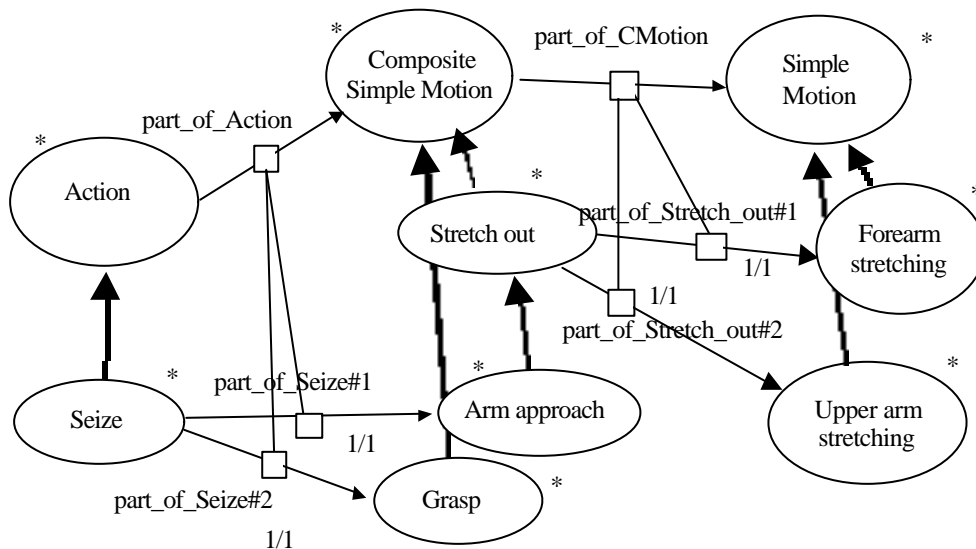 *
Composite
Simple Motion
part_of_CMotion
*
Simple
Motion
part_of_Action
*
Action
*
Stretch out
part_of_Stretch_out#1
*
Forearm
stretching
1/1
1/1
part_of_Stretch_out#2
*
Seize
part_of_Seize#1
*
Arm approach
1/1
*
Upper arm
stretching
part_of_Seize#2
1/1
Grasp
*